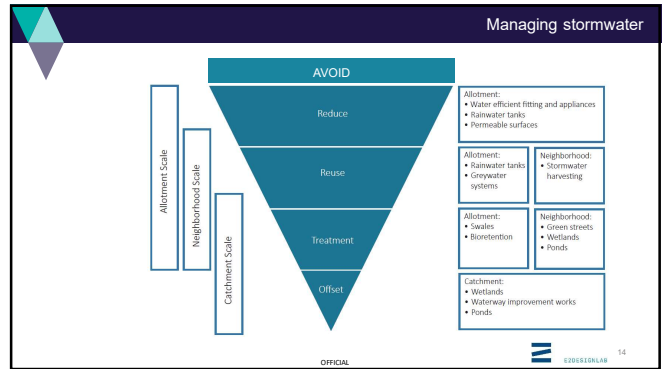 Managing stormwater
AVOID
Reduce
Reuse
Treatment
Offset
Allotment Scale
Neighborhood Scale
Catchment Scale
Allotment:
• Water efficient fitting and appliances
• Rainwater tanks
• Permeable surfaces
Allotment:
• Rainwater tanks
• Greywater
systems
Neighborhood:
• Stormwater
harvesting
Allotment:
• Swales
• Bioretention
Neighborhood:
• Green streets
• Wetlands
• Ponds
Catchment:
• Wetlands
• Waterway improvement works
• Ponds
OFFICIAL
EZDESIGNLAB
14